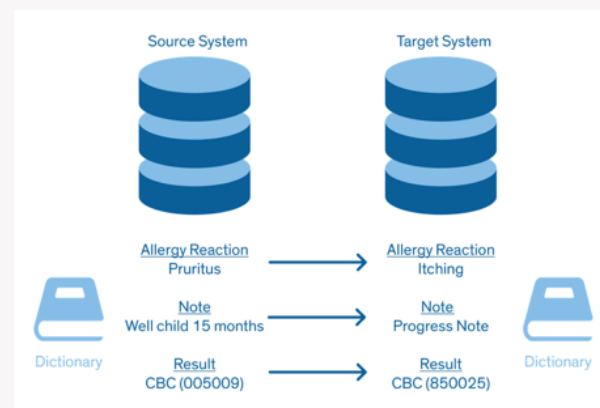 Source System
Target System
Allergy Reaction
Pruritus
Allergy Reaction
Itching
Note
Well child 15 months
Note
Progress Note
Dictionary
Dictionary
Result
CBC (005009)
Result
CBC (850025)